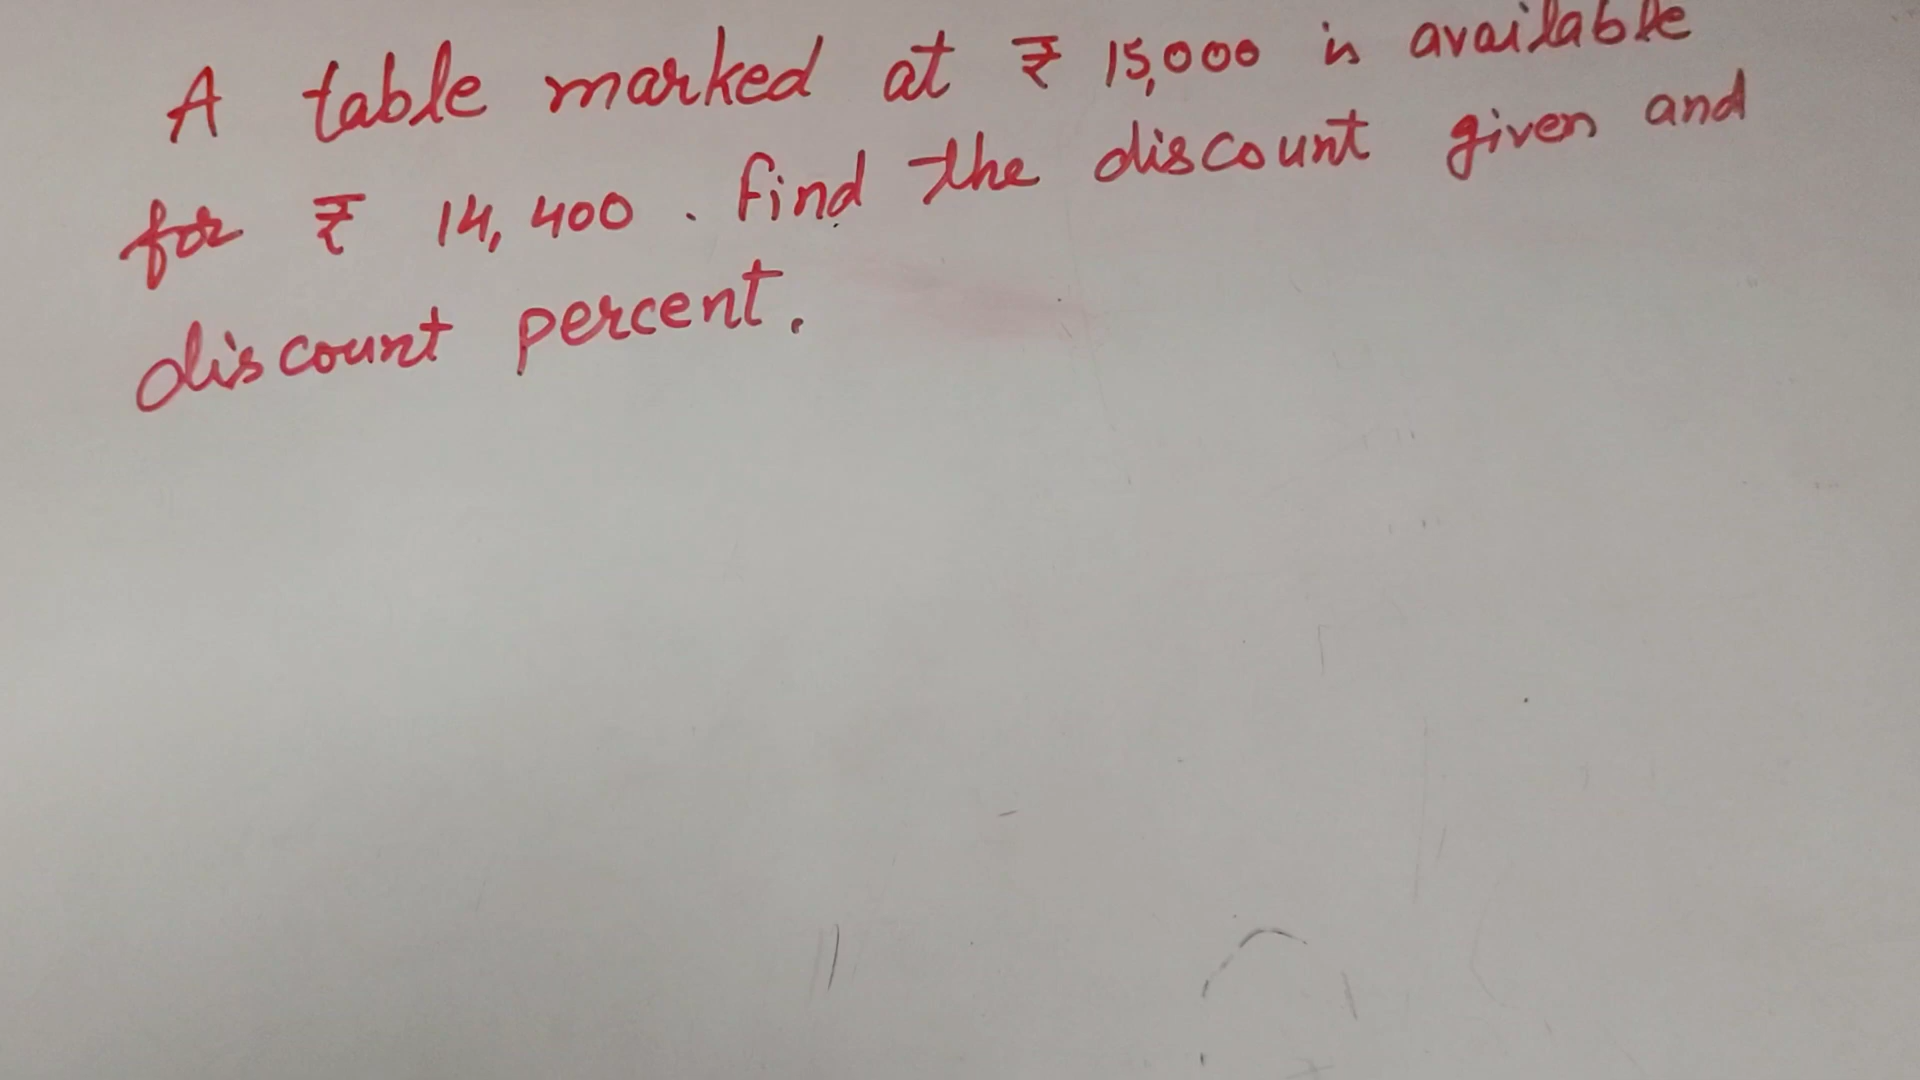 A table marked at ₹ 15,000 is available
for ₹ 14,400. Find the discount given and
discount percent.